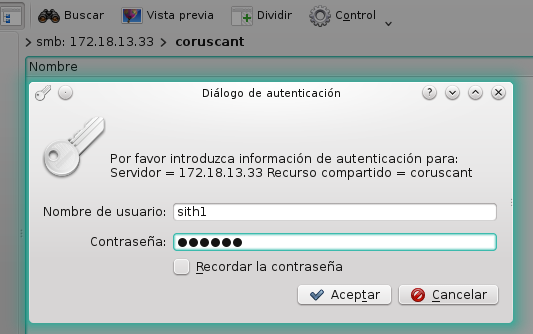 Buscar Vista previa Dividir Control
> smb: 172.18.13.33 > coruscant
Nombre
Diálogo de autenticación
Por favor introduzca información de autenticación para:
Servidor = 172.18.13.33 Recurso compartido = coruscant
Nombre de usuario: sith1
Contraseña: ●●●●●●
Recordar la contraseña
Aceptar Cancelar